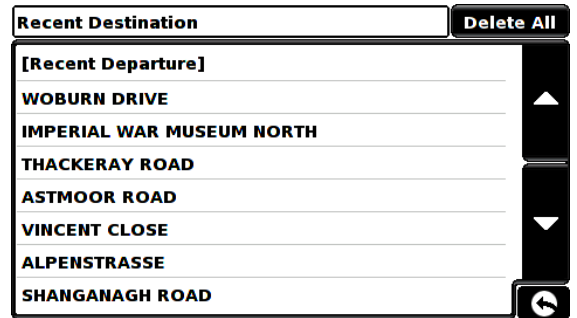 Recent Destination
Delete All
[Recent Departure]
WOBURN DRIVE
IMPERIAL WAR MUSEUM NORTH
THACKERAY ROAD
ASTMOOR ROAD
VINCENT CLOSE
ALPENSTRASSE
SHANGANAGH ROAD